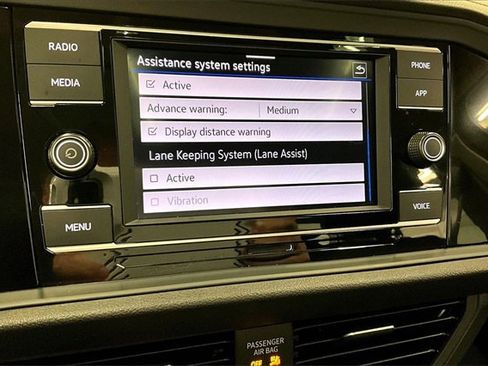 RADIO
MEDIA
MENU
Assistance system settings
Active
Advance warning: Medium
Display distance warning
Lane Keeping System (Lane Assist)
Active
Vibration
PHONE
APP
VOICE
PASSENGER
AIR BAG
OFF